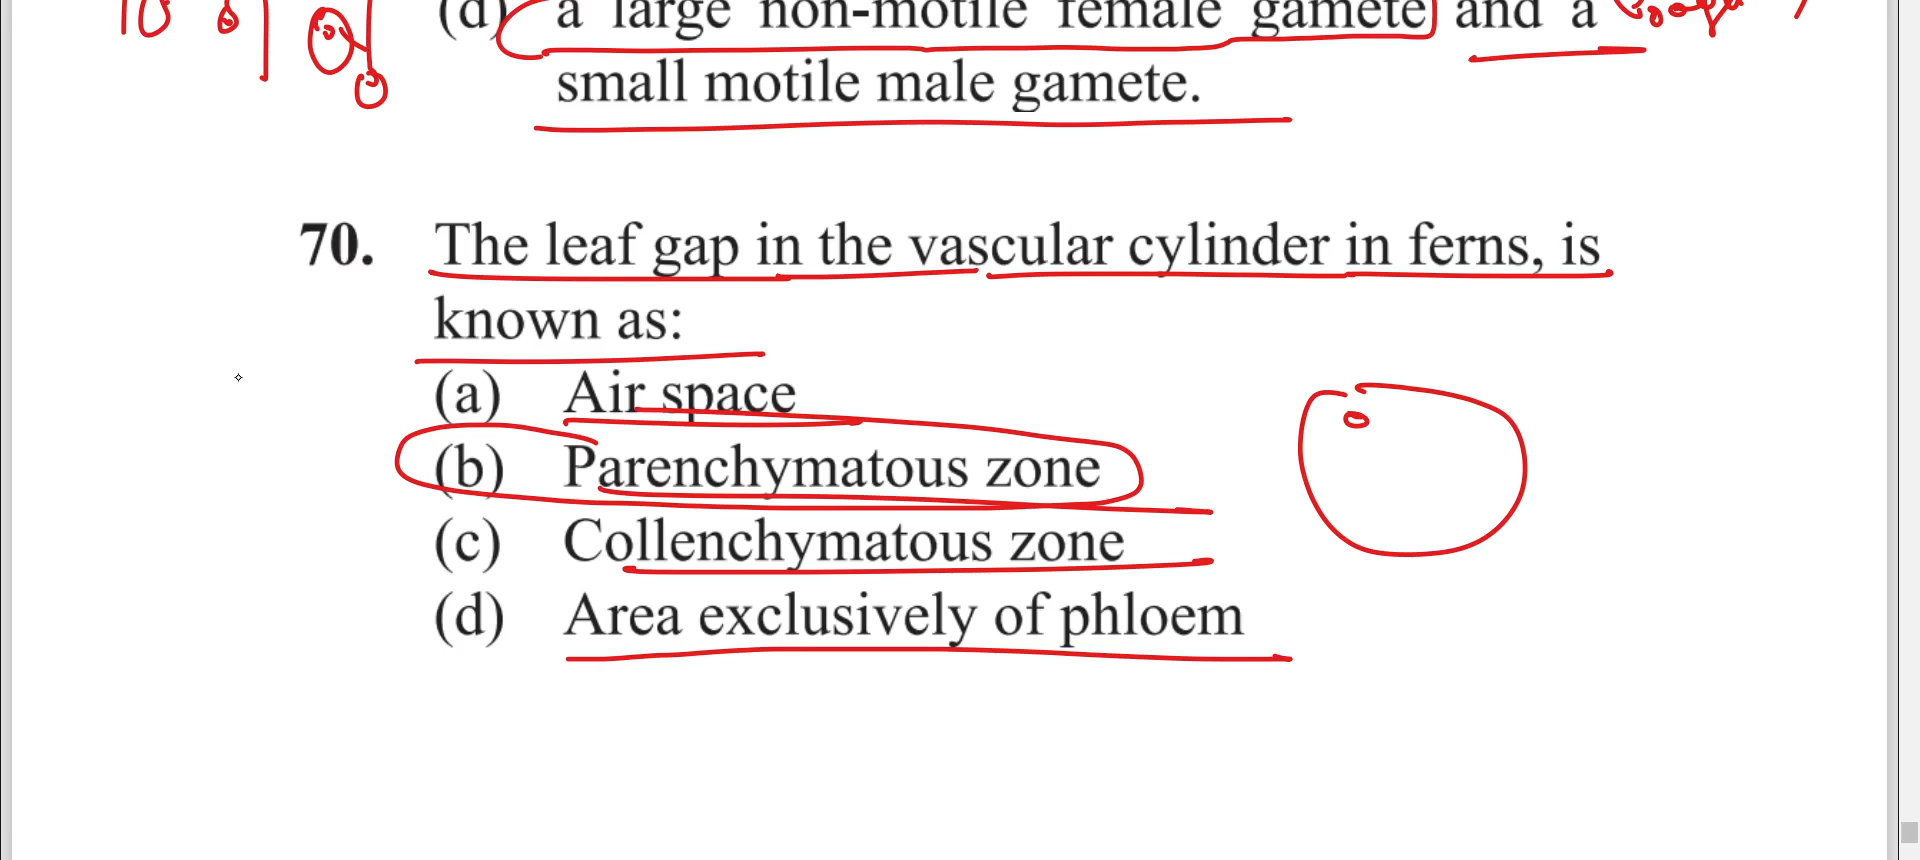 (d) a large non-motile female gamete and a
small motile male gamete.
70. The leaf gap in the vascular cylinder in ferns, is
known as:
(a) Air space
(b) Parenchymatous zone
(c) Collenchymatous zone
(d) Area exclusively of phloem